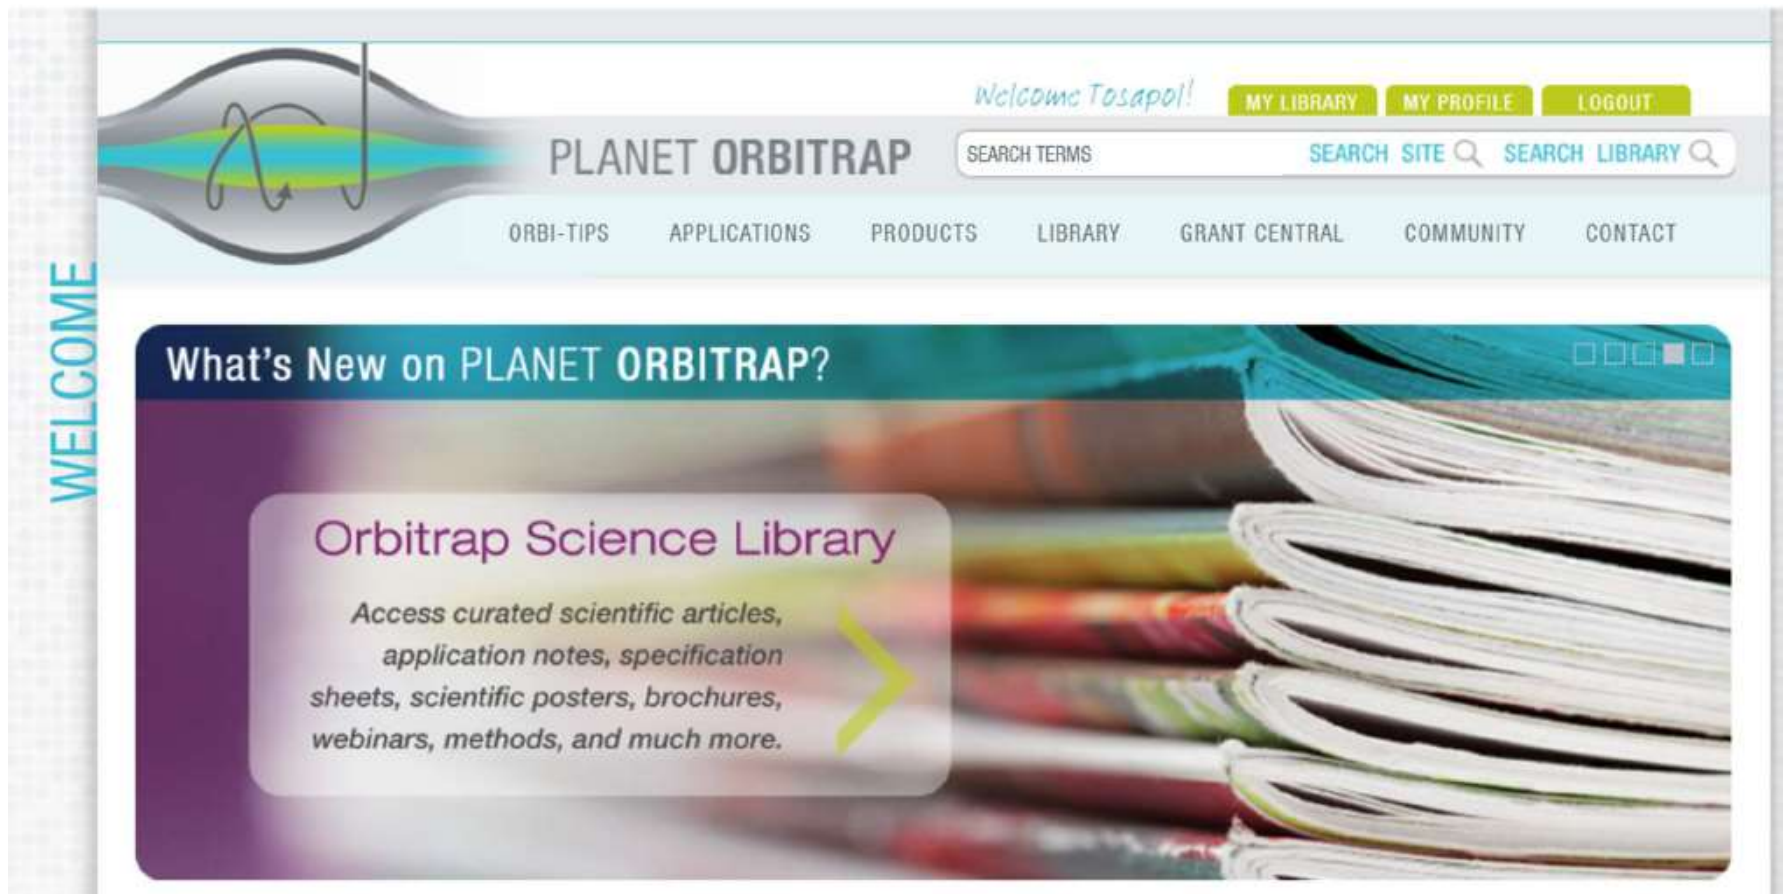 Welcome Tosapol!
MY LIBRARY
MY PROFILE
LOGOUT
PLANET ORBITRAP
SEARCH TERMS
SEARCH SITE
SEARCH LIBRARY
ORBI-TIPS
APPLICATIONS
PRODUCTS
LIBRARY
GRANT CENTRAL
COMMUNITY
CONTACT
WELCOME
What's New on PLANET ORBITRAP?
Orbitrap Science Library
Access curated scientific articles,
application notes, specification
sheets, scientific posters, brochures,
webinars, methods, and much more.